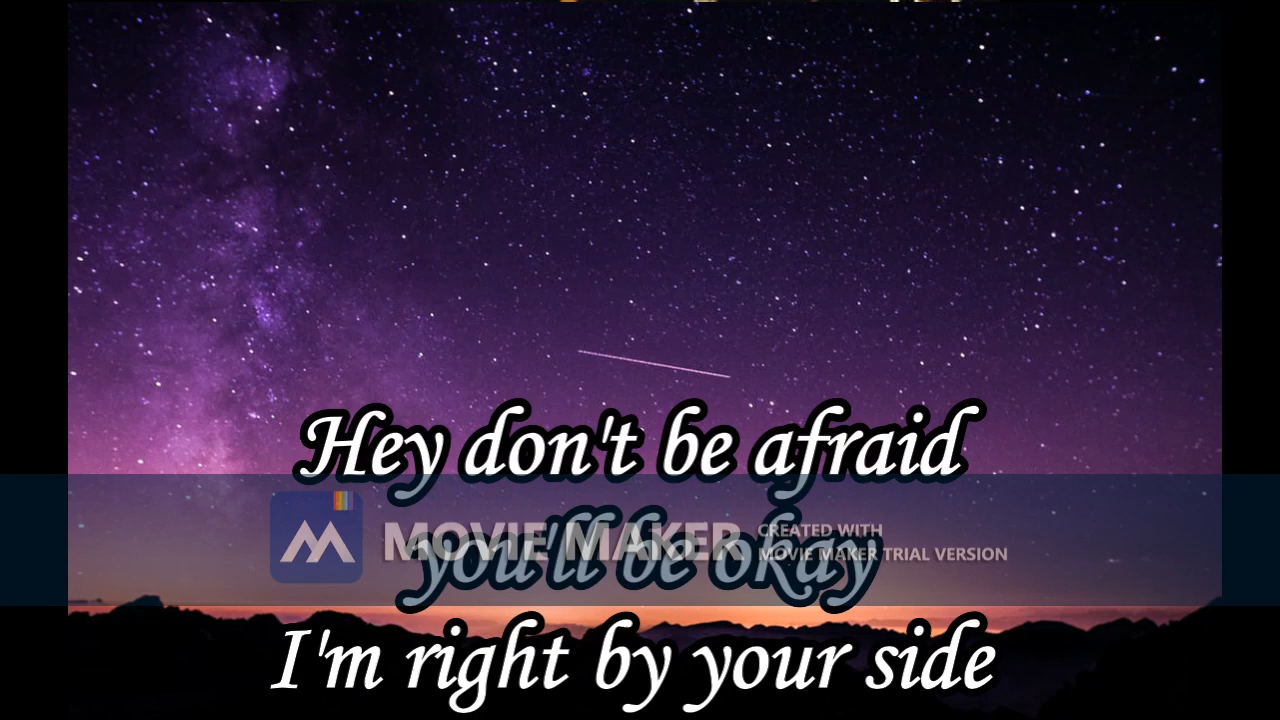 Hey don't be afraid
you'll be okay
MOVIE MAKER
CREATED WITH
MOVIE MAKER TRIAL VERSION
I'm right by your side